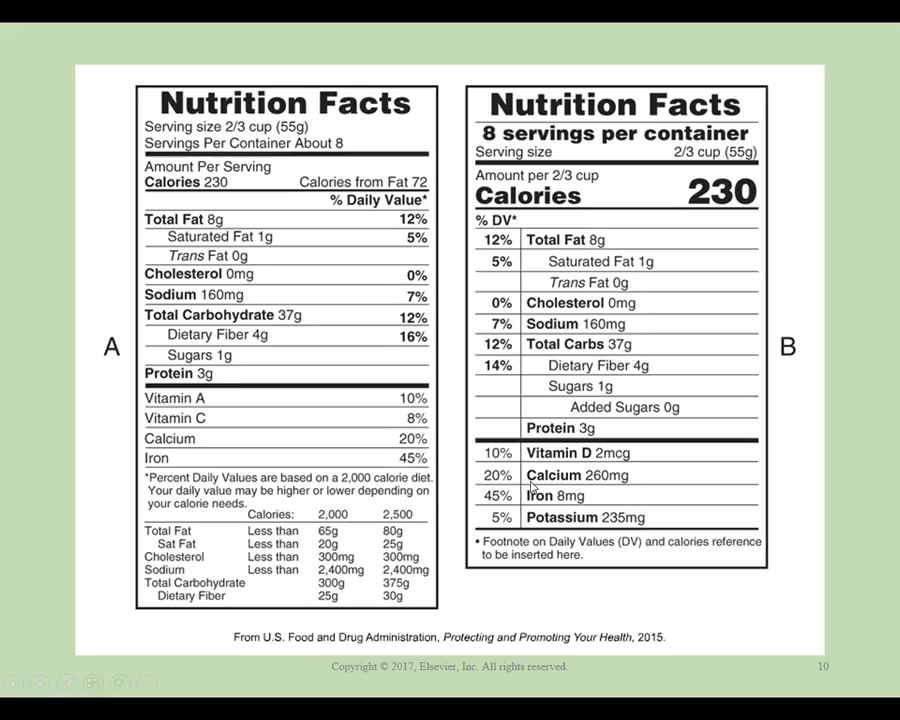 Nutrition Facts
Serving size 2/3 cup (55g)
Servings Per Container About 8
Amount Per Serving
Calories 230 Calories from Fat 72
% Daily Value*
Total Fat 8g 12%
Saturated Fat 1g 5%
Trans Fat 0g
Cholesterol 0mg 0%
Sodium 160mg 7%
Total Carbohydrate 37g 12%
Dietary Fiber 4g 16%
Sugars 1g
Protein 3g
Vitamin A 10%
Vitamin C 8%
Calcium 20%
Iron 45%
*Percent Daily Values are based on a 2,000 calorie diet.
Your daily value may be higher or lower depending on
your calorie needs.
Calories: 2,000 2,500
Total Fat Less than 65g 80g
Sat Fat Less than 20g 25g
Cholesterol Less than 300mg 300mg
Sodium Less than 2,400mg 2,400mg
Total Carbohydrate 300g 375g
Dietary Fiber 25g 30g
A
Nutrition Facts
8 servings per container
Serving size 2/3 cup (55g)
Amount per 2/3 cup
Calories 230
% DV*
12% Total Fat 8g
5% Saturated Fat 1g
Trans Fat 0g
0% Cholesterol 0mg
7% Sodium 160mg
12% Total Carbs 37g
14% Dietary Fiber 4g
Sugars 1g
Added Sugars 0g
Protein 3g
10% Vitamin D 2mcg
20% Calcium 260mg
45% Iron 8mg
5% Potassium 235mg
• Footnote on Daily Values (DV) and calories reference
to be inserted here.
B
From U.S. Food and Drug Administration, Protecting and Promoting Your Health, 2015.
Copyright © 2017, Elsevier, Inc. All rights reserved.
10